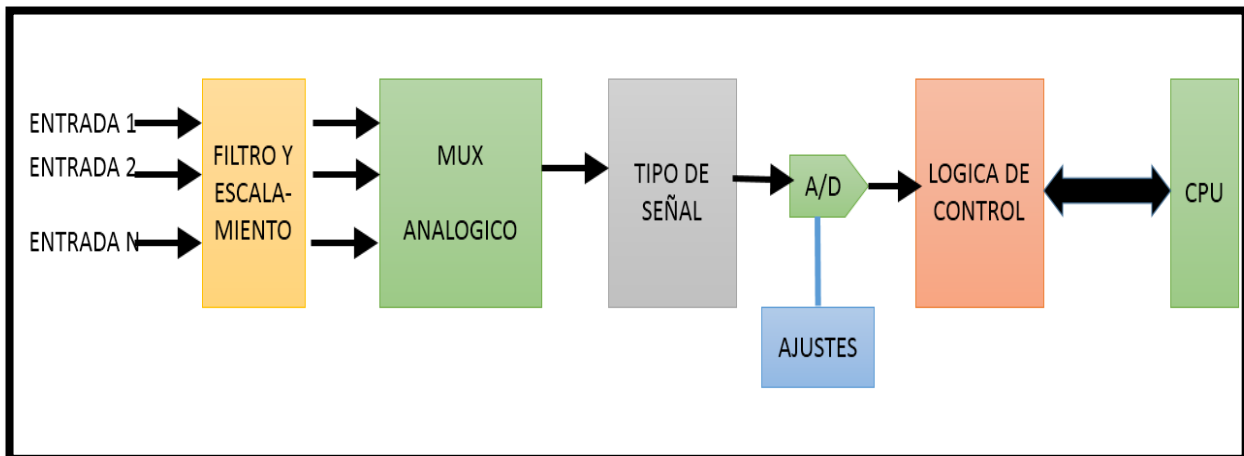 ENTRADA 1
ENTRADA 2
ENTRADA N
FILTRO Y
ESCALA-
MIENTO
MUX
ANALOGICO
TIPO DE
SEÑAL
A/D
AJUSTES
LOGICA DE
CONTROL
CPU